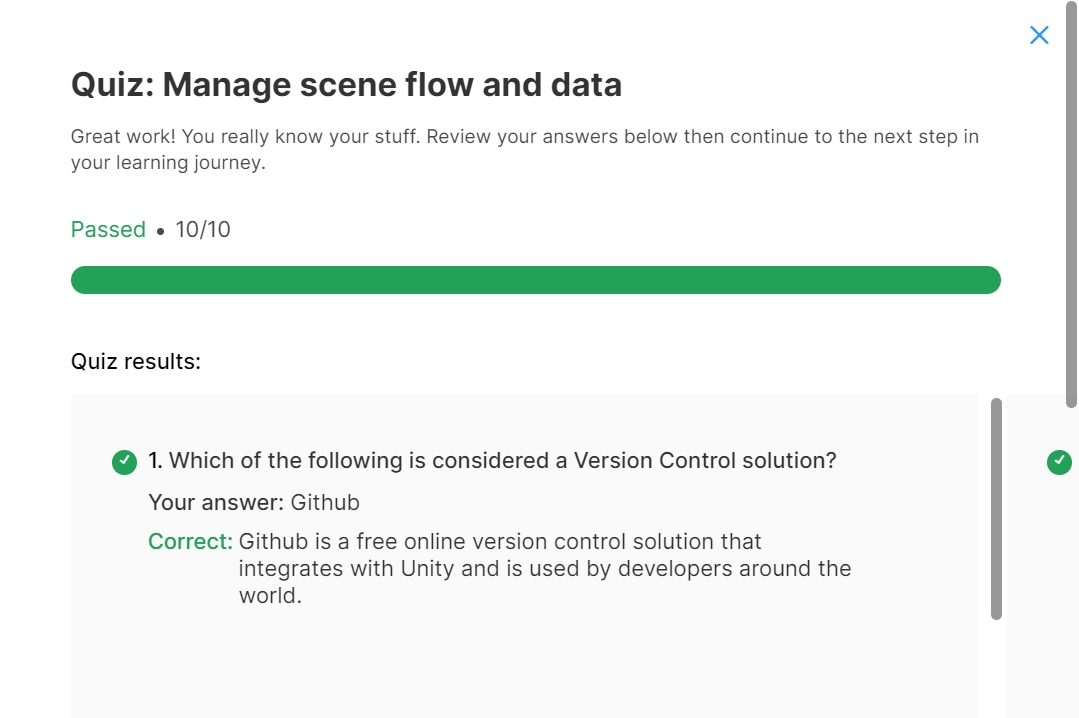 Quiz: Manage scene flow and data
Great work! You really know your stuff. Review your answers below then continue to the next step in
your learning journey.
Passed • 10/10
Quiz results:
1. Which of the following is considered a Version Control solution?
Your answer: Github
Correct: Github is a free online version control solution that
integrates with Unity and is used by developers around the
world.